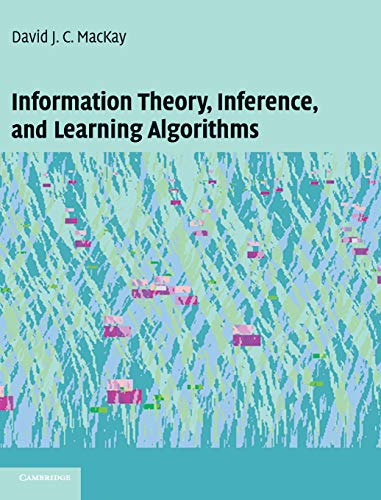 David J. C. MacKay
Information Theory, Inference,
and Learning Algorithms
CAMBRIDGE